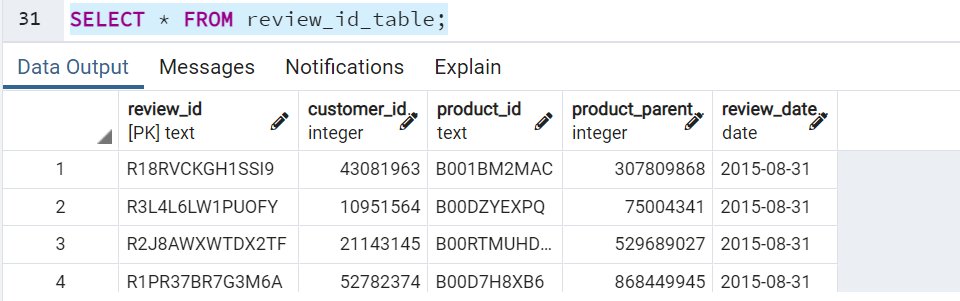 31 SELECT * FROM review_id_table;
Data Output Messages Notifications Explain
review_id customer_id product_id product_parent review_date
[PK] text integer text integer date
1 R18RVCKGH1SSI9 43081963 B001BM2MAC 307809868 2015-08-31
2 R3L4L6LW1PUOFY 10951564 B00DZYEXPQ 75004341 2015-08-31
3 R2J8AWXWTDX2TF 21143145 B00RTMUHD... 529689027 2015-08-31
4 R1PR37BR7G3M6A 52782374 B00D7H8XB6 868449945 2015-08-31